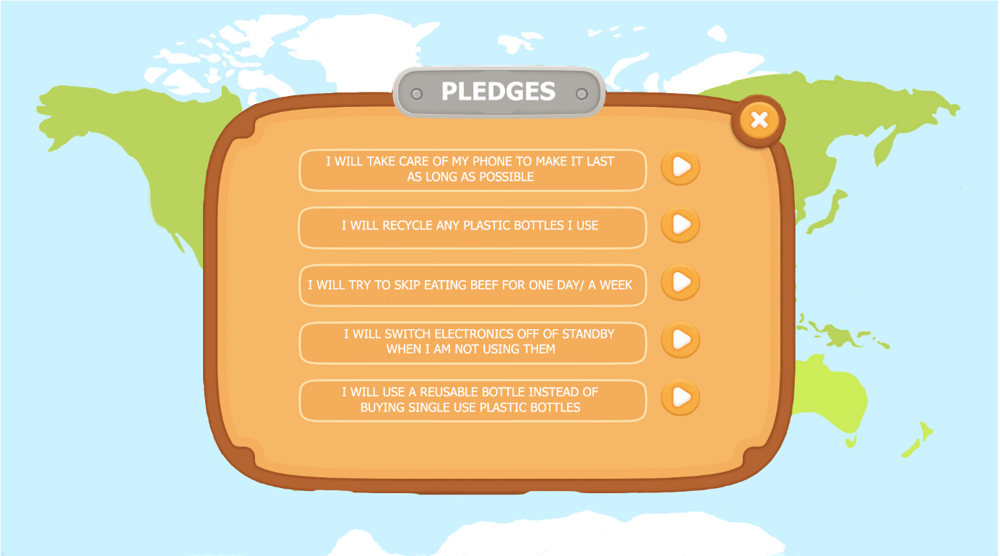 PLEDGES
I WILL TAKE CARE OF MY PHONE TO MAKE IT LAST
AS LONG AS POSSIBLE
I WILL RECYCLE ANY PLASTIC BOTTLES I USE
I WILL TRY TO SKIP EATING BEEF FOR ONE DAY/ A WEEK
I WILL SWITCH ELECTRONICS OFF OF STANDBY
WHEN I AM NOT USING THEM
I WILL USE A REUSABLE BOTTLE INSTEAD OF
BUYING SINGLE USE PLASTIC BOTTLES